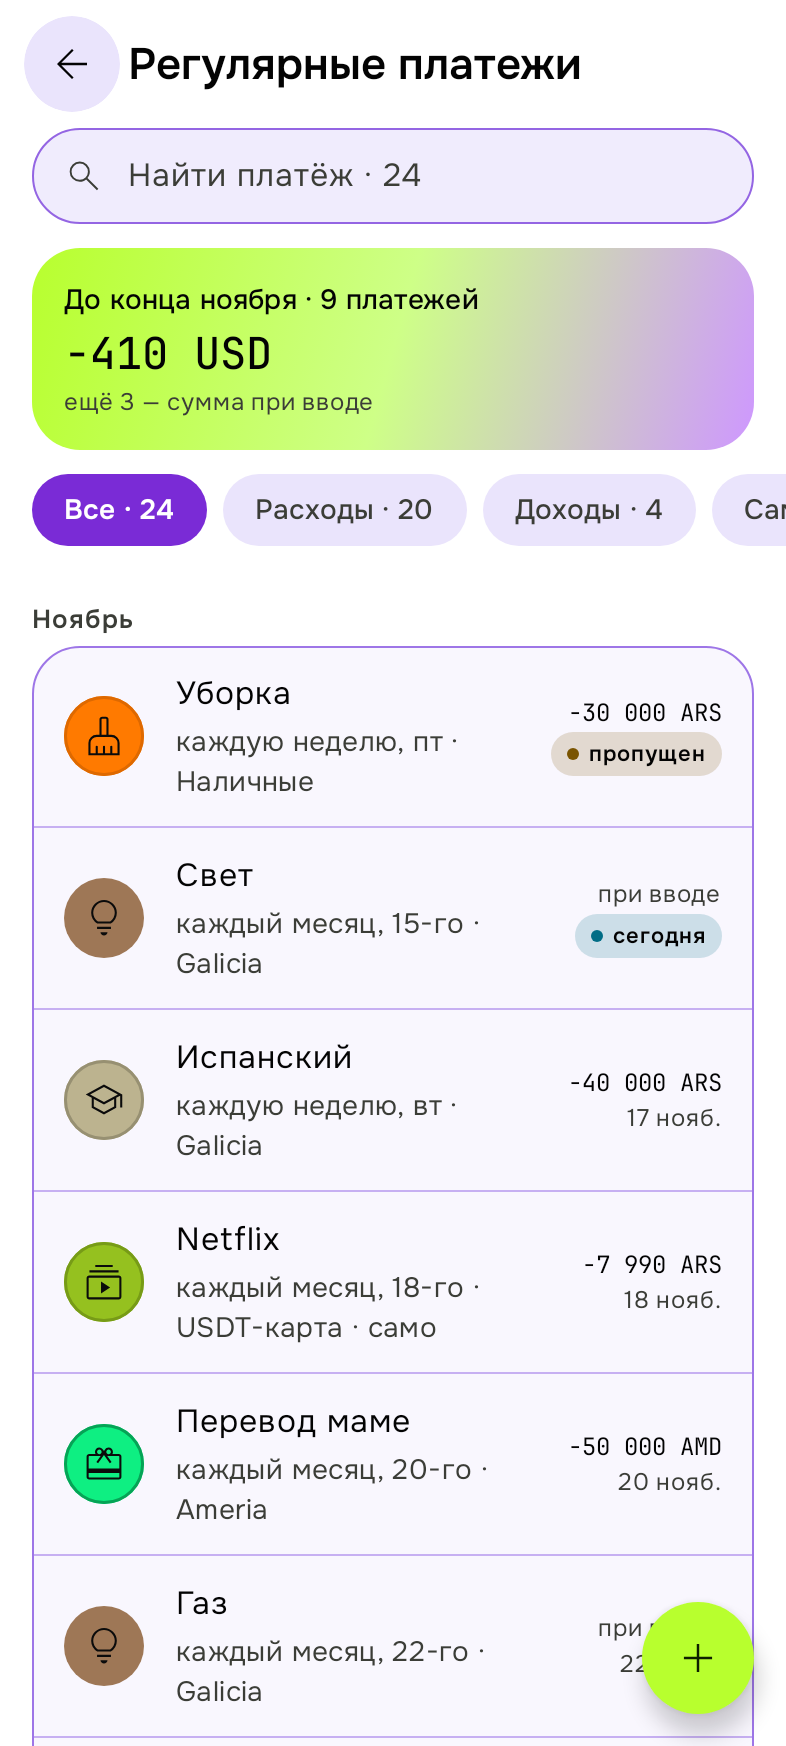 Регулярные платежи
Найти платёж · 24
До конца ноября · 9 платежей
-410 USD
ещё 3 — сумма при вводе
Все · 24
Расходы · 20
Доходы · 4
Ноябрь
Уборка
каждую неделю, пт ·
Наличные
-30 000 ARS
пропущен
Свет
каждый месяц, 15-го ·
Galicia
при вводе
сегодня
Испанский
каждую неделю, вт ·
Galicia
-40 000 ARS
17 нояб.
Netflix
каждый месяц, 18-го ·
USDT-карта · само
-7 990 ARS
18 нояб.
Перевод маме
каждый месяц, 20-го ·
Ameria
-50 000 AMD
20 нояб.
Газ
каждый месяц, 22-го ·
Galicia
при
22